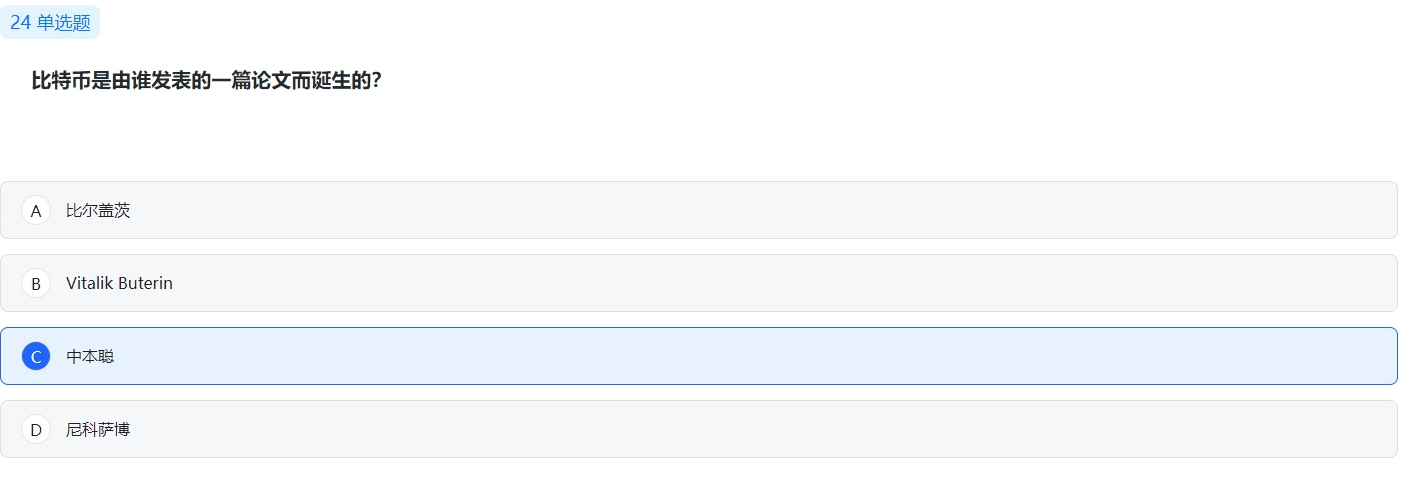 24 单选题
比特币是由谁发表的一篇论文而诞生的？
A 比尔盖茨
B Vitalik Buterin
C 中本聪
D 尼科萨博